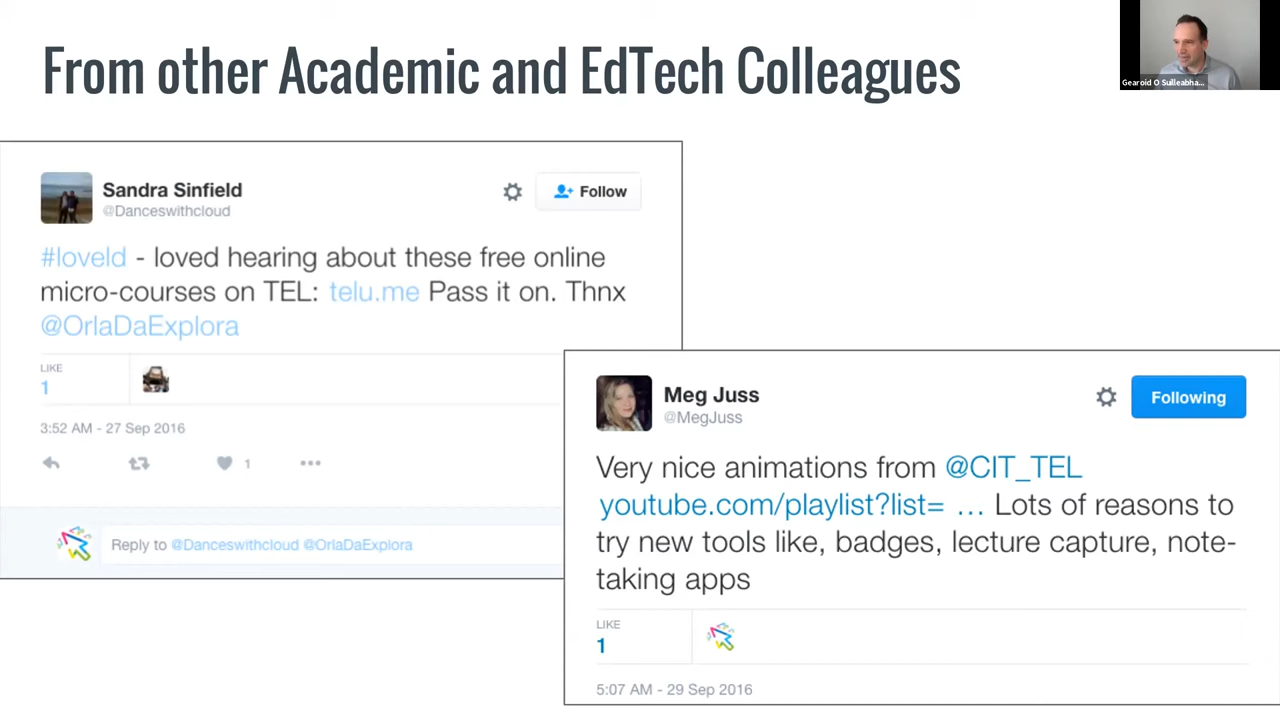 From other Academic and EdTech Colleagues
Gearoid O Suilleabha...
Sandra Sinfield
@Danceswithcloud
Follow
#loveld - loved hearing about these free online
micro-courses on TEL: telu.me Pass it on. Thnx
@OrlaDaExplora
LIKE
1
3:52 AM - 27 Sep 2016
1
Reply to @Danceswithcloud @OrlaDaExplora
Meg Juss
@MegJuss
Following
Very nice animations from @CIT_TEL
youtube.com/playlist?list= ... Lots of reasons to
try new tools like, badges, lecture capture, note-
taking apps
LIKE
1
5:07 AM - 29 Sep 2016